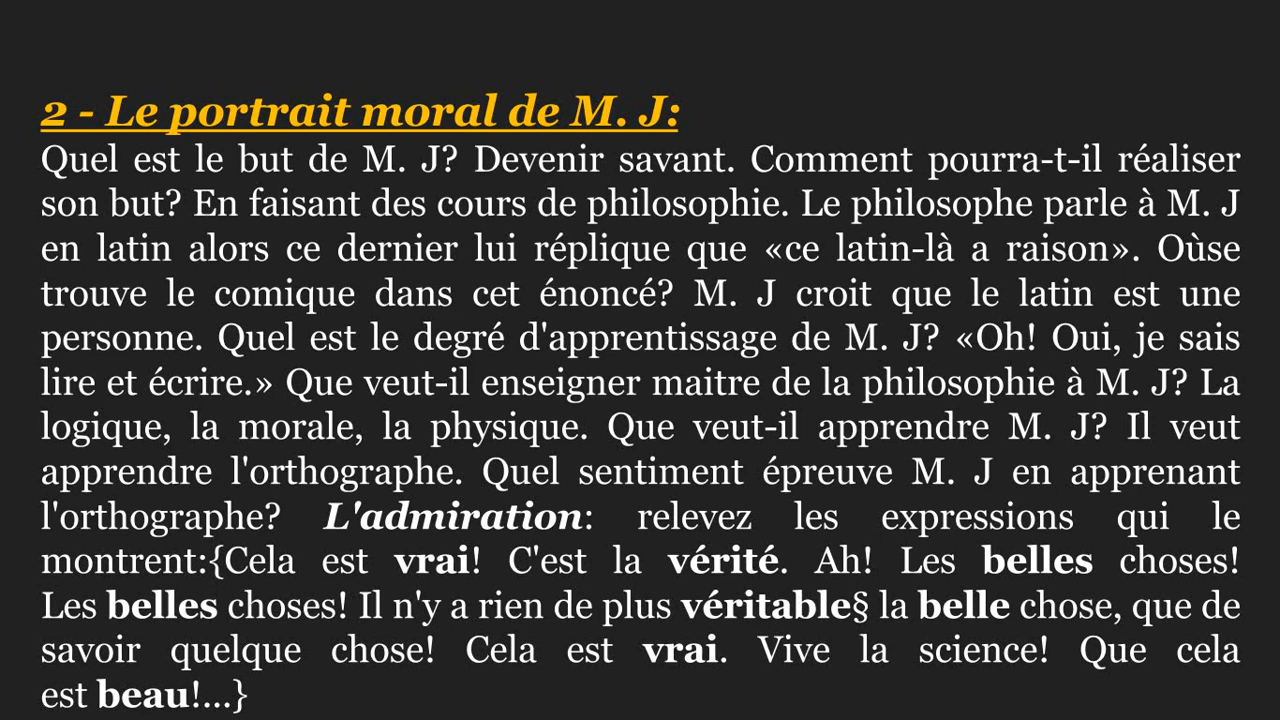 2 - Le portrait moral de M. J:
Quel est le but de M. J? Devenir savant. Comment pourra-t-il réaliser
son but? En faisant des cours de philosophie. Le philosophe parle à M. J
en latin alors ce dernier lui réplique que «ce latin-là a raison». Oùse
trouve le comique dans cet énoncé? M. J croit que le latin est une
personne. Quel est le degré d'apprentissage de M. J? «Oh! Oui, je sais
lire et écrire.» Que veut-il enseigner maitre de la philosophie à M. J? La
logique, la morale, la physique. Que veut-il apprendre M. J? Il veut
apprendre l'orthographe. Quel sentiment épreuve M. J en apprenant
l'orthographe? L'admiration: relevez les expressions qui le
montrent:{Cela est vrai! C'est la vérité. Ah! Les belles choses!
Les belles choses! Il n'y a rien de plus véritable§ la belle chose, que de
savoir quelque chose! Cela est vrai. Vive la science! Que cela
est beau!...}